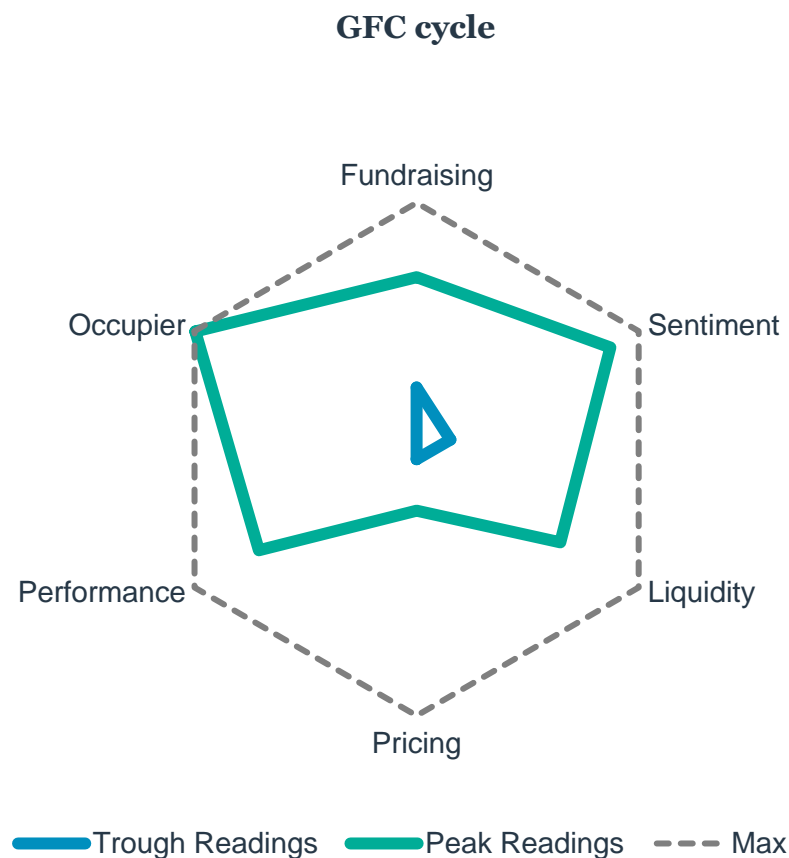 GFC cycle
Fundraising
Occupier
Sentiment
Performance
Liquidity
Pricing
Trough Readings
Peak Readings
Max